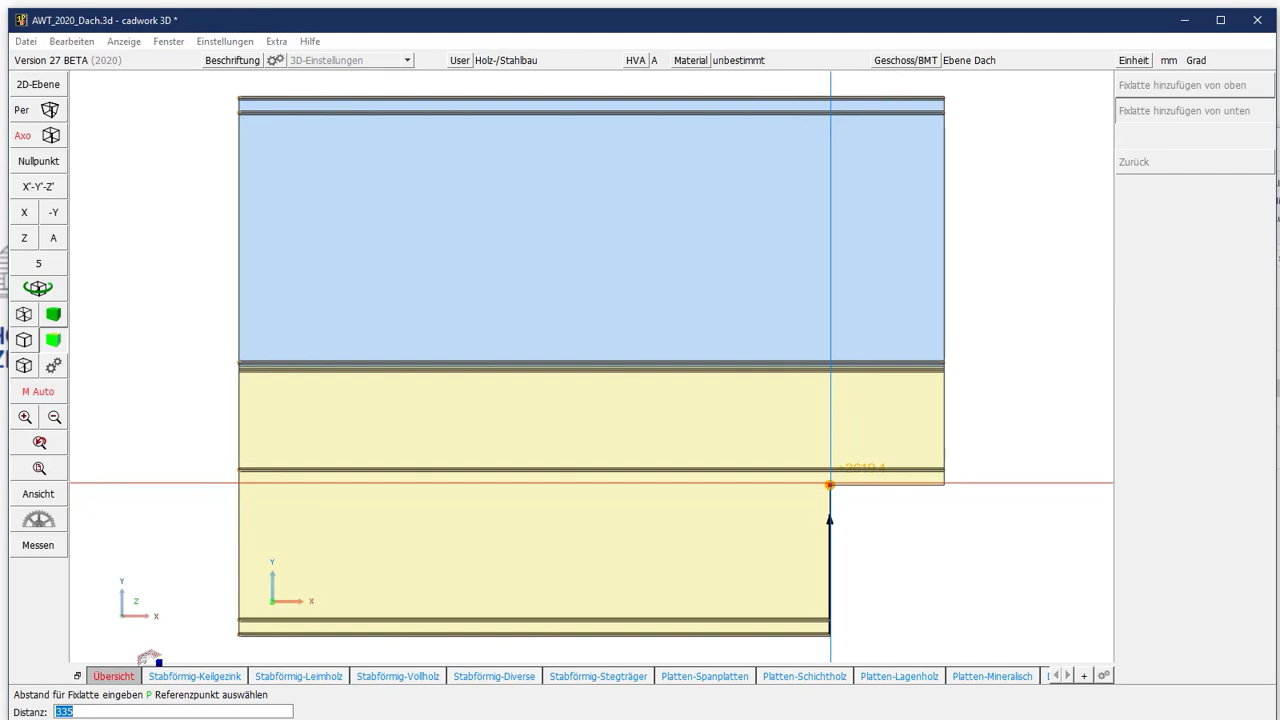 AWT_2020_Dach.3d - cadwork 3D *
Datei Bearbeiten Anzeige Fenster Einstellungen Extra Hilfe
Version 27 BETA (2020) Beschriftung 3D-Einstellungen User Holz-/Stahlbau HVA A Material unbestimmt Geschoss/BMT Ebene Dach Einheit mm Grad
2D-Ebene
Per
Axo
Nullpunkt
X'-Y'-Z'
X -Y
Z A
5
M Auto
Ansicht
Messen
Fixlatte hinzufügen von oben
Fixlatte hinzufügen von unten
Zurück
Y
X
Y
Z
X
Übersicht Stabförmig-Keilgezink Stabförmig-Leimholz Stabförmig-Vollholz Stabförmig-Diverse Stabförmig-Stegträger Platten-Spanplatten Platten-Schichtholz Platten-Lagenholz Platten-Mineralisch
Abstand für Fixlatte eingeben P Referenzpunkt auswählen
Distanz: 335